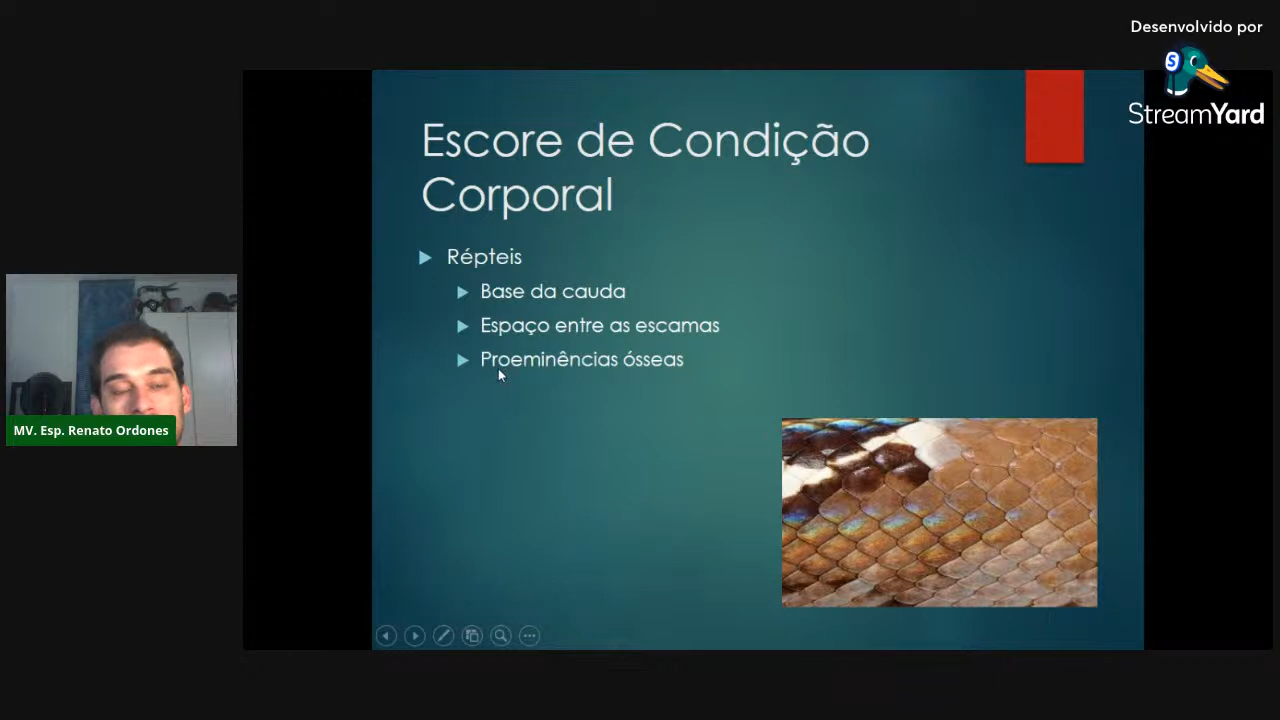 Desenvolvido por
StreamYard
Escore de Condição
Corporal
Répteis
Base da cauda
Espaço entre as escamas
Proeminências ósseas
MV. Esp. Renato Ordones